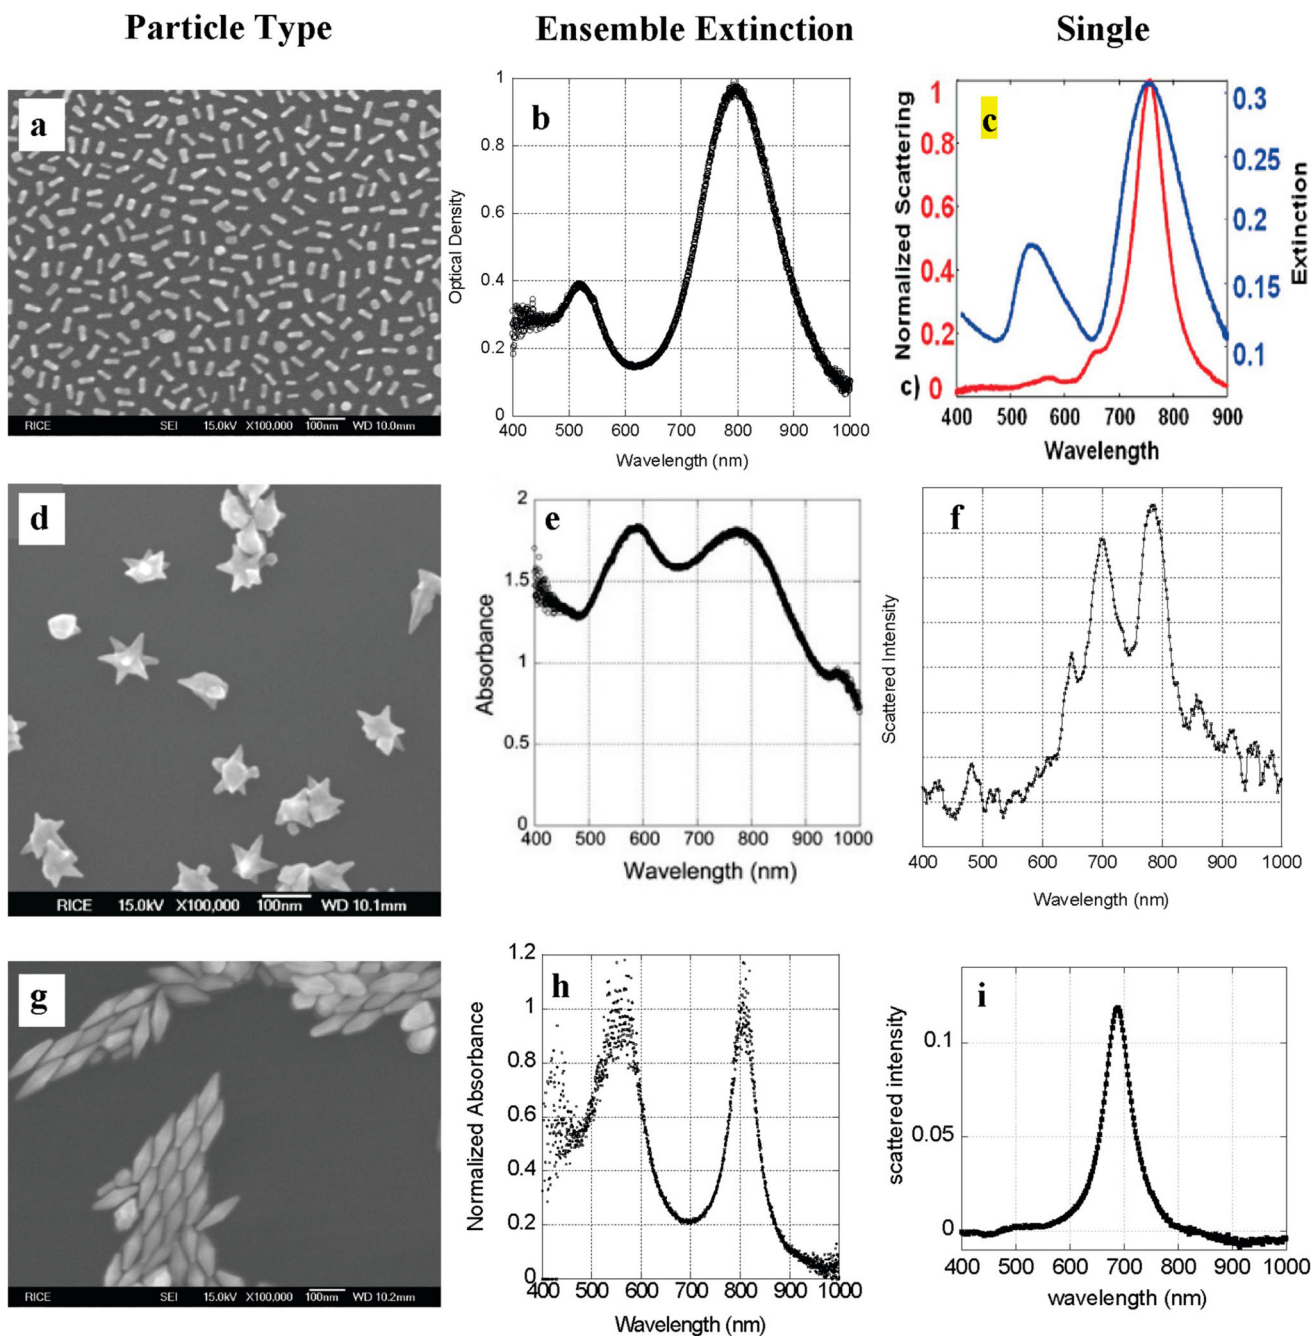 Particle Type Ensemble Extinction Single
a
RICE SEI 15.0kV X100,000 100nm WD 10.0mm
b
Optical Density
1
0.8
0.6
0.4
0.2
0
400 500 600 700 800 900 1000
Wavelength (nm)
c
Normalized Scattering
1
0.8
0.6
0.4
0.2
0
c)
0.3
0.25
0.2
0.15
0.1
Extinction
400 500 600 700 800 900
Wavelength
d
RICE 15.0kV X100,000 100nm WD 10.1mm
e
Absorbance
2
1.5
1
0.5
0
400 500 600 700 800 900 1000
Wavelength (nm)
f
Scattered Intensity
400 500 600 700 800 900 1000
Wavelength (nm)
g
RICE SEI 15.0kV X100,000 100nm WD 10.2mm
h
Normalized Absorbance
1.2
1
0.8
0.6
0.4
0.2
0
400 500 600 700 800 900 1000
Wavelength (nm)
i
scattered intensity
0.1
0.05
0
400 500 600 700 800 900 1000
wavelength (nm)